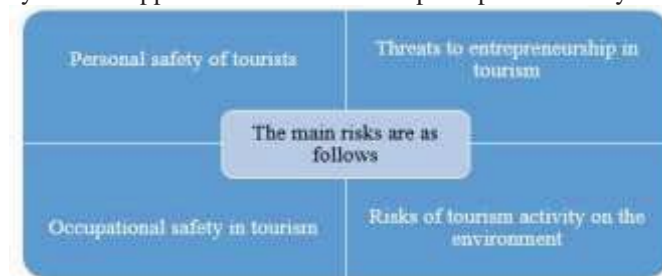 Personal safety of tourists
Threats to entrepreneurship in
tourism
The main risks are as
follows
Occupational safety in tourism
Risks of tourism activity on the
environment